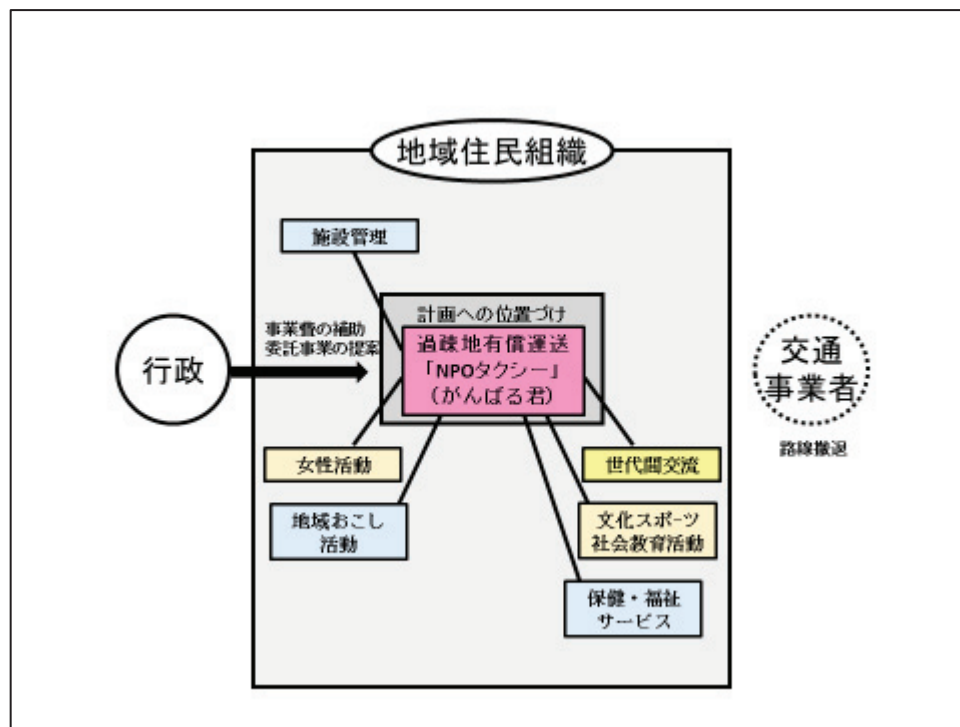 地域住民組織
施設管理
計画への位置づけ
過疎地有償運送
「NPOタクシー」
（がんばる君）
事業費の補助
委託事業の提案
行政
交通
事業者
路線撤退
女性活動
世代間交流
地域おこし
活動
文化スポーツ
社会教育活動
保健・福祉
サービス